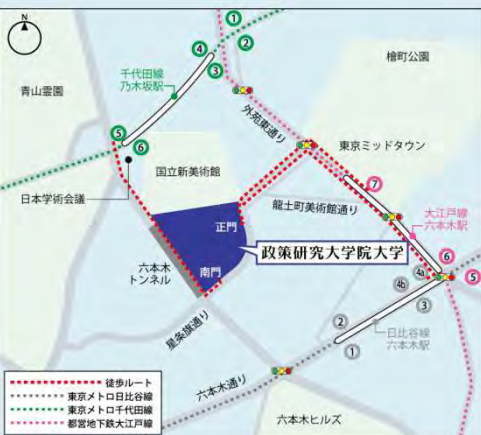 N
①
②
④
③
檜町公園
青山霊園
千代田線
乃木坂駅
外苑東通り
⑤
⑥
東京ミッドタウン
国立新美術館
日本学術会議
⑦
龍土町美術館通り
正門
大江戸線
六本木駅
政策研究大学院大学
六本木
トンネル
南門
⑥
4a
⑤
4b
③
星条旗通り
②
①
日比谷線
六本木駅
六本木通り
徒歩ルート
東京メトロ日比谷線
東京メトロ千代田線
都営地下鉄大江戸線
六本木ヒルズ